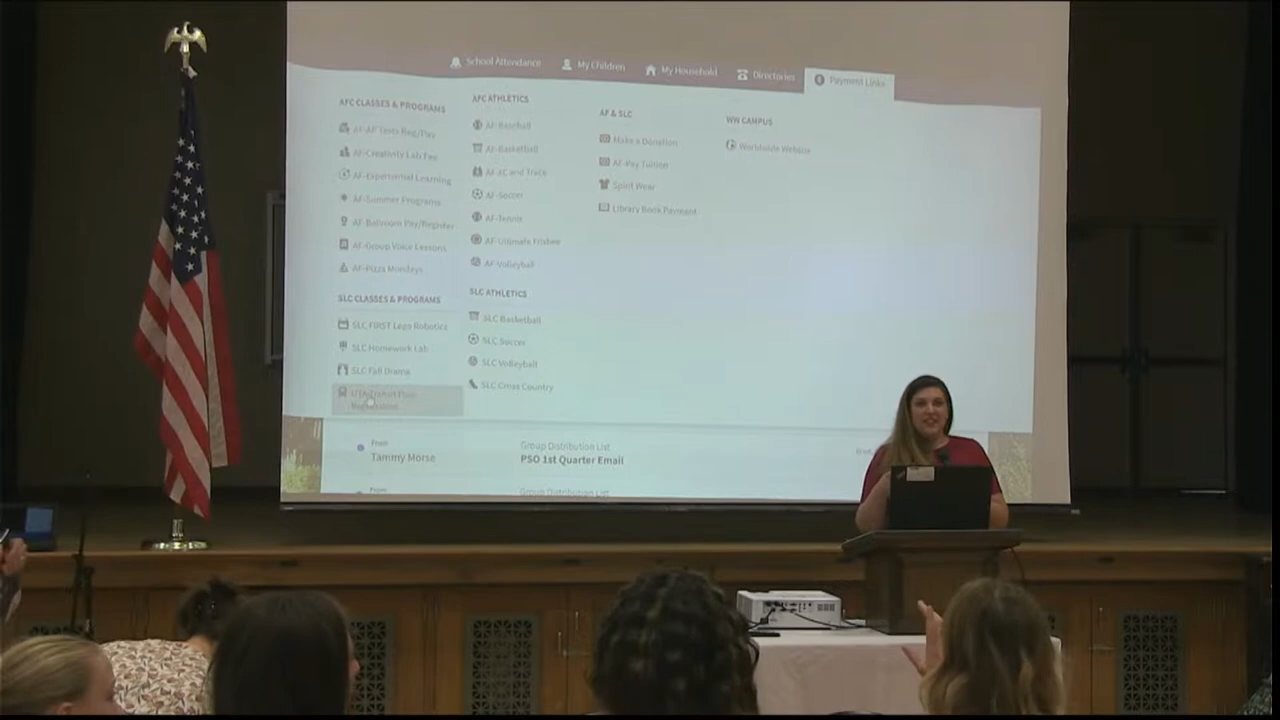 School Attendance
My Children
My Household
Directories
Payment Links
AFC CLASSES & PROGRAMS
AF-AP Tests Reg/Pay
AF-Creativity Lab Fee
AF-Experiential Learning
AF-Summer Programs
AF-Ballroom Pay/Register
AF-Group Voice Lessons
AF-Pizza Mondays
SLC CLASSES & PROGRAMS
SLC FIRST Lego Robotics
SLC Homework Lab
SLC Fall Drama
AFC ATHLETICS
AF-Baseball
AF-Basketball
AF-XC and Track
AF-Soccer
AF-Tennis
AF-Ultimate Frisbee
AF-Volleyball
SLC ATHLETICS
SLC Basketball
SLC Soccer
SLC Volleyball
SLC Cross Country
AF & SLC
Make a Donation
AF-Pay Tuition
Spirit Wear
Library Book Payment
WW CAMPUS
Worldwide Website
From
Tammy Morse
Group Distribution List
PSO 1st Quarter Email
From
Group Distribution List